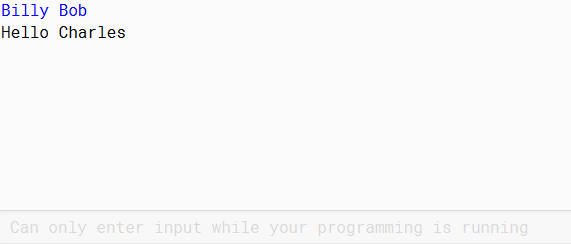 Billy Bob
Hello Charles
Can only enter input while your programming is running